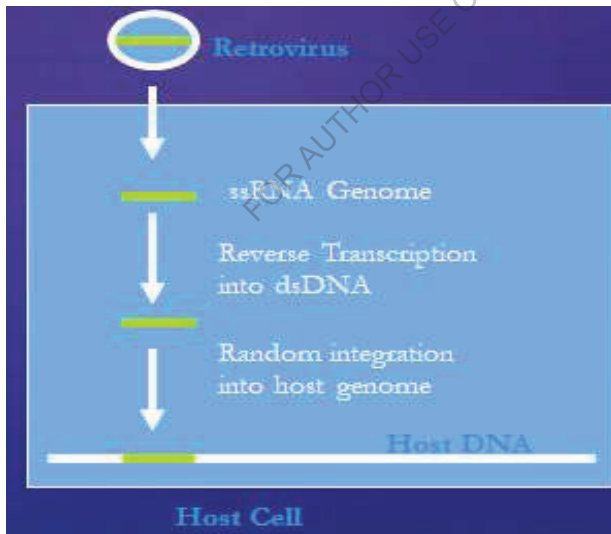 Retrovirus
FOR AUTHOR USE
ssRNA Genome
Reverse Transcription
into dsDNA
Random integration
into host genome
Host DNA
Host Cell